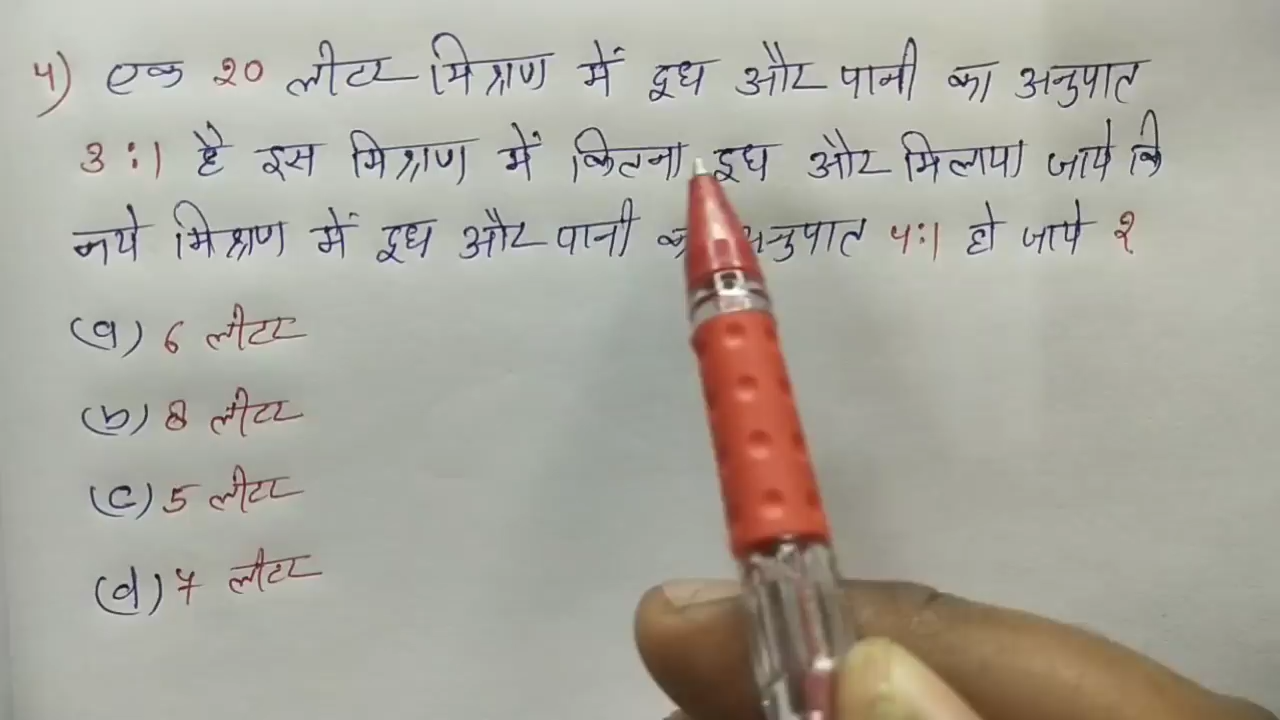 4) एक 20 लीटर मिश्रण में दूध और पानी का अनुपात
3:1 है इस मिश्रण में कितना दूध और मिलाया जाये कि
नये मिश्रण में दूध और पानी का अनुपात 4:1 हो जाये ?
(a) 6 लीटर
(b) 8 लीटर
(c) 5 लीटर
(d) 7 लीटर